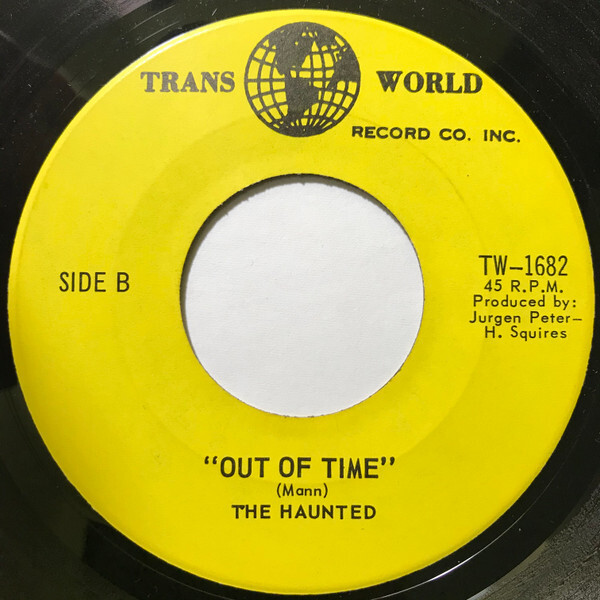 TRANS WORLD
RECORD CO. INC.
SIDE B
TW-1682
45 R.P.M.
Produced by:
Jurgen Peter-
H. Squires
"OUT OF TIME"
(Mann)
THE HAUNTED